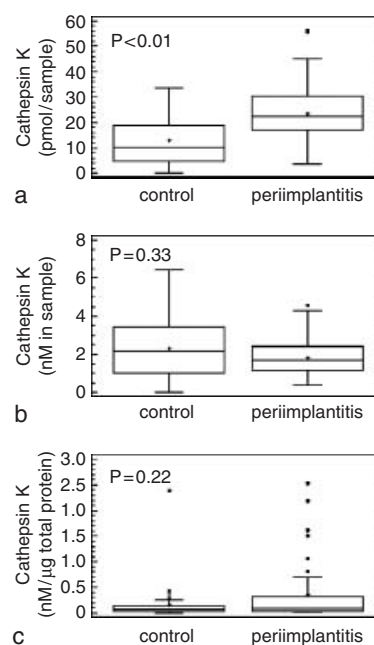 Cathepsin K
(pmol/sample)
60
50
40
30
20
10
0
P<0.01
control periimplantitis
a
Cathepsin K
(nM in sample)
8
6
4
2
0
P=0.33
control periimplantitis
b
Cathepsin K
(nM/µg total protein)
3.0
2.5
2.0
1.5
1.0
0.5
0
P=0.22
control periimplantitis
c